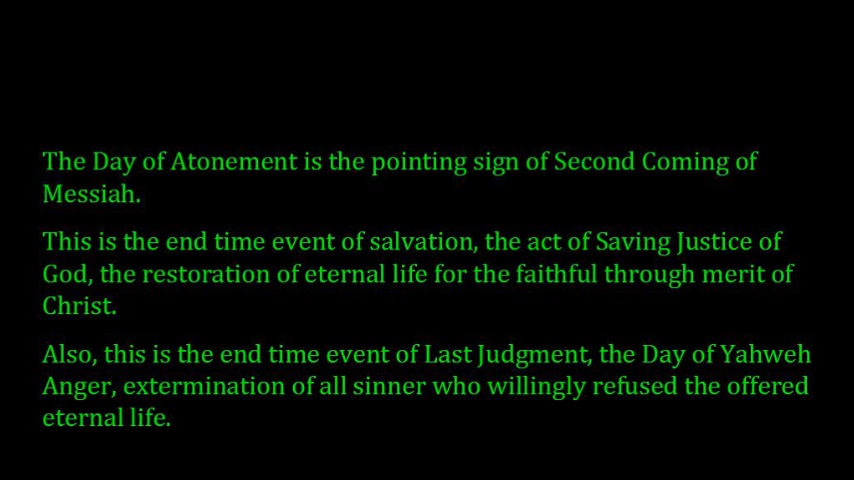 The Day of Atonement is the pointing sign of Second Coming of
Messiah.
This is the end time event of salvation, the act of Saving Justice of
God, the restoration of eternal life for the faithful through merit of
Christ.
Also, this is the end time event of Last Judgment, the Day of Yahweh
Anger, extermination of all sinner who willingly refused the offered
eternal life.